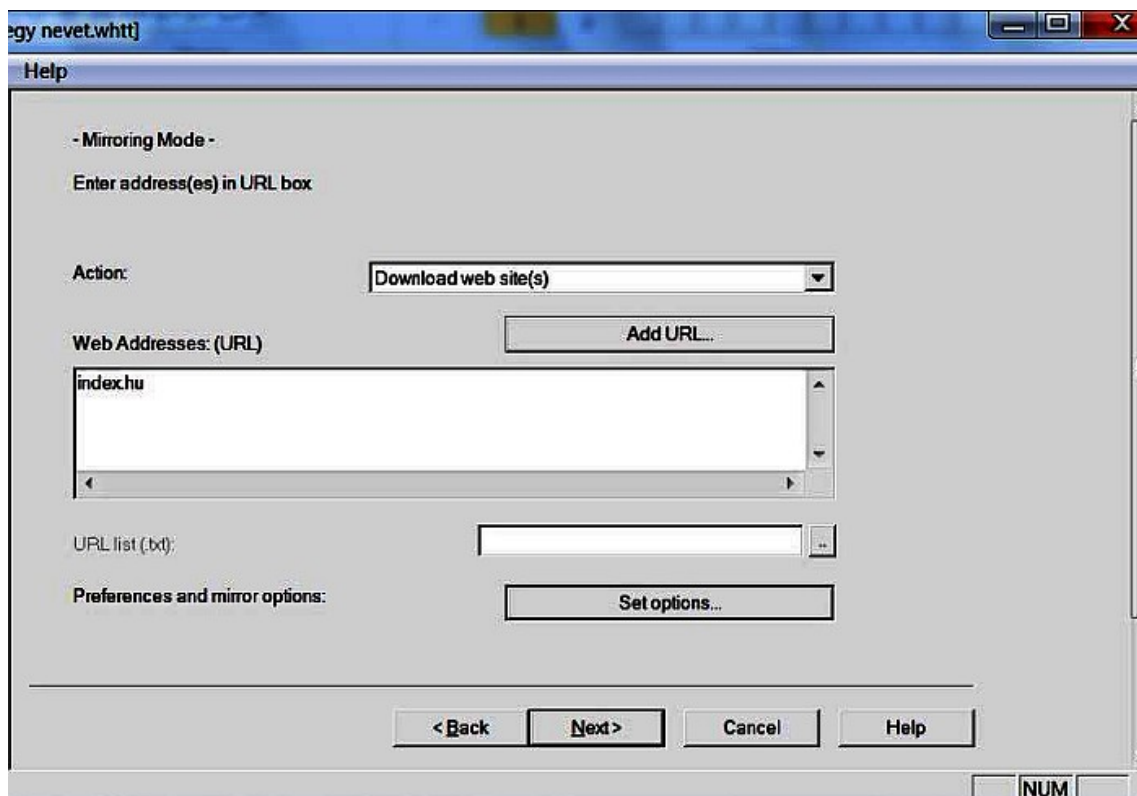 egy nevet.whtt]
Help
- Mirroring Mode -
Enter address(es) in URL box
Action:
Download web site(s)
Add URL...
Web Addresses: (URL)
index.hu
URL list (.txt):
..
Preferences and mirror options:
Set options...
< Back
Next >
Cancel
Help
NUM